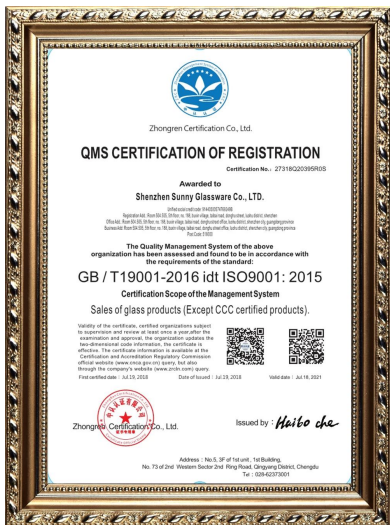 Zhongren Certification Co., Ltd.
QMS CERTIFICATION OF REGISTRATION
Certification No.: 27318Q20395R0S
Awarded to
Shenzhen Sunny Glassware Co., LTD.
The Quality Management System of the above
organization has been assessed and found to be in accordance with
the requirements of the standard:
GB / T19001-2016 idt ISO9001: 2015
Certification Scope of the Management System
Sales of glass products (Except CCC certified products).
Validity of the certificate, certified organizations subject
to supervision and review at least once a year,after the
examination and approval, the organization updates the
two-dimensional code information, the certificate is
effective. The certificate information is available at the
Certification and Accreditation Regulatory Commission
official website (www.cnca.gov.cn) query, but also
through the company's website (www.zrcln.com) query.
First certified date : Jul.19, 2018 Date of Issued : Jul.19, 2018 Valid date : Jul.18, 2021
Zhongren Certification Co., Ltd.
Issued by : Haibo che
Address : No.5, 3F of 1st unit , 1st Building,
No. 73 of 2nd Western Sector 2nd Ring Road, Qingyang District, Chengdu
Tel : 028-62373001